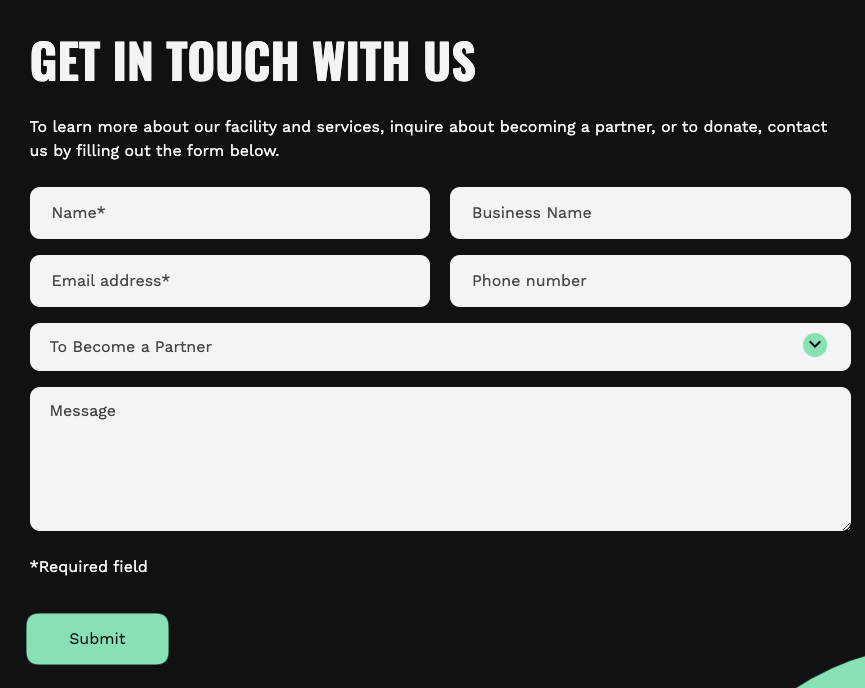 GET IN TOUCH WITH US
To learn more about our facility and services, inquire about becoming a partner, or to donate, contact
us by filling out the form below.
Name*
Business Name
Email address*
Phone number
To Become a Partner
Message
*Required field
Submit